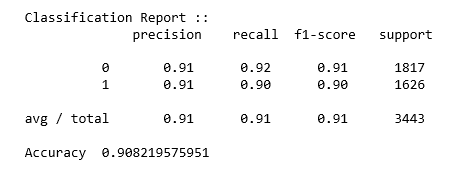 Classification Report ::
precision recall f1-score support
0 0.91 0.92 0.91 1817
1 0.91 0.90 0.90 1626
avg / total 0.91 0.91 0.91 3443
Accuracy 0.908219575951